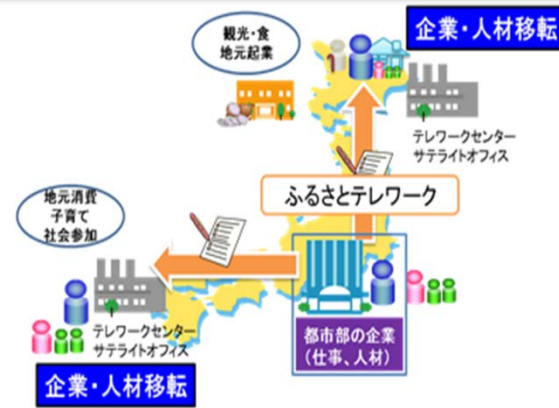 企業・人材移転
観光・食
地元起業
テレワークセンター
サテライトオフィス
ふるさとテレワーク
地元消費
子育て
社会参加
テレワークセンター
サテライトオフィス
都市部の企業
（仕事、人材）
企業・人材移転